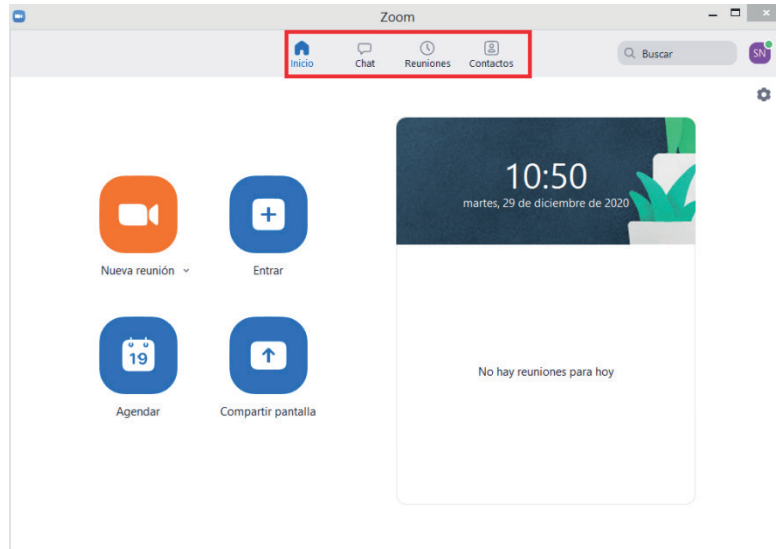 Zoom
Inicio
Chat
Reuniones
Contactos
Buscar
SN
10:50
martes, 29 de diciembre de 2020
Nueva reunión
Entrar
19
Agendar
Compartir pantalla
No hay reuniones para hoy